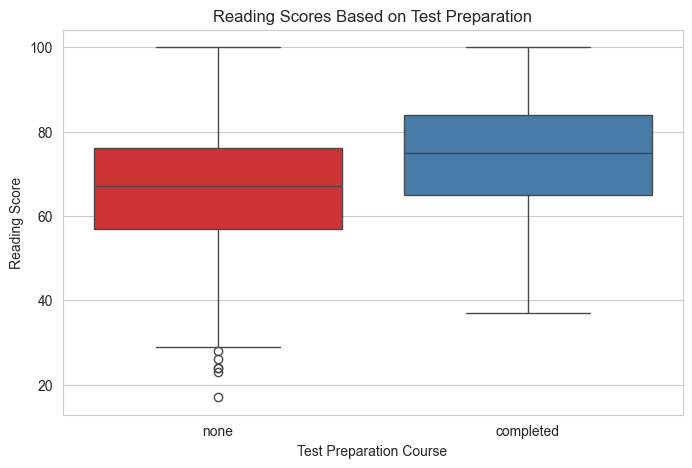 Reading Scores Based on Test Preparation
100
80
60
40
20
Reading Score
none
completed
Test Preparation Course